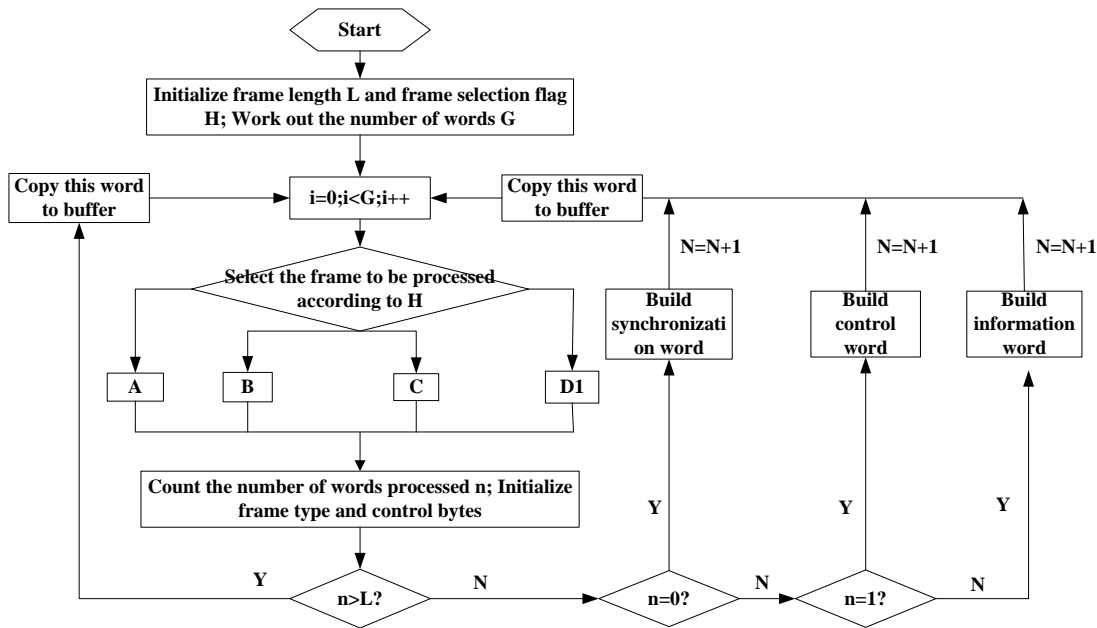 Start
Initialize frame length L and frame selection flag
H; Work out the number of words G
Copy this word
to buffer
i=0;i<G;i++
Copy this word
to buffer
N=N+1
N=N+1
N=N+1
Select the frame to be processed
according to H
Build
synchronizati
on word
Build
control
word
Build
information
word
A
B
C
D1
Count the number of words processed n; Initialize
frame type and control bytes
Y
Y
Y
Y
n>L?
N
n=0?
N
n=1?
N